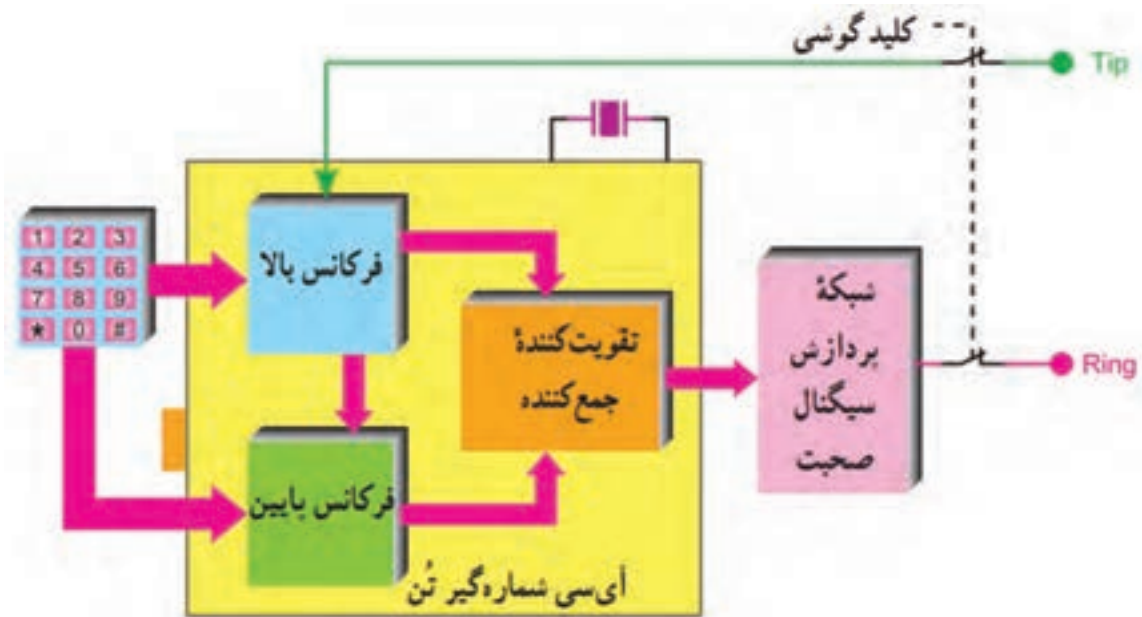 کلید گوشی
Tip
1 2 3
4 5 6
7 8 9
★ 0 #
فرکانس بالا
تقویت‌کنندهٔ
جمع‌کننده
شبکهٔ
پردازش
سیگنال
صحبت
Ring
فرکانس پایین
آی‌سی شماره‌گیر تُن